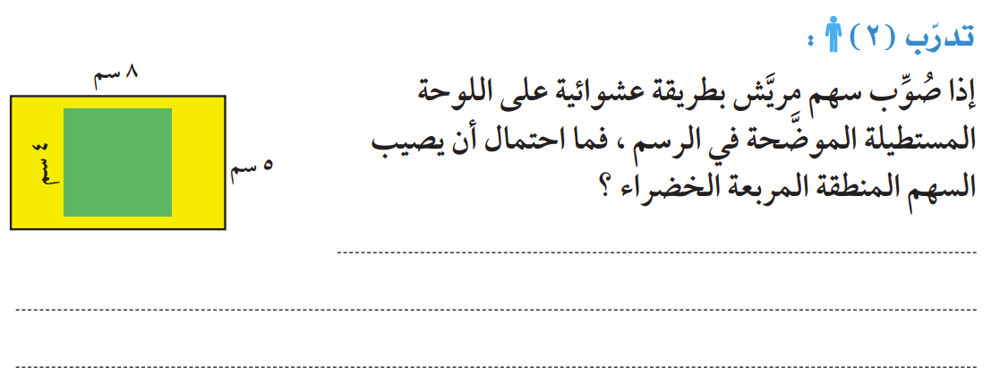 تدرّب (٢) :
إذا صُوِّب سهم مريَّش بطريقة عشوائية على اللوحة
المستطيلة الموضَّحة في الرسم ، فما احتمال أن يصيب
السهم المنطقة المربعة الخضراء ؟
٨ سم
٤ سم
٥ سم